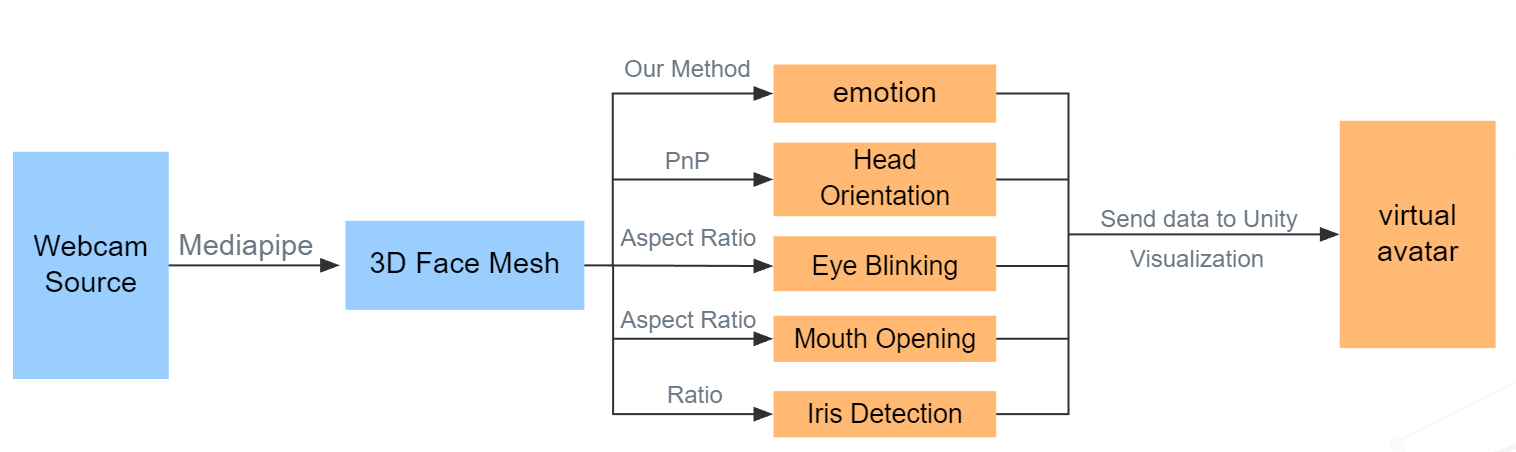 Webcam
Source
Mediapipe
3D Face Mesh
Our Method
emotion
PnP
Head
Orientation
Aspect Ratio
Eye Blinking
Aspect Ratio
Mouth Opening
Ratio
Iris Detection
Send data to Unity
Visualization
virtual
avatar